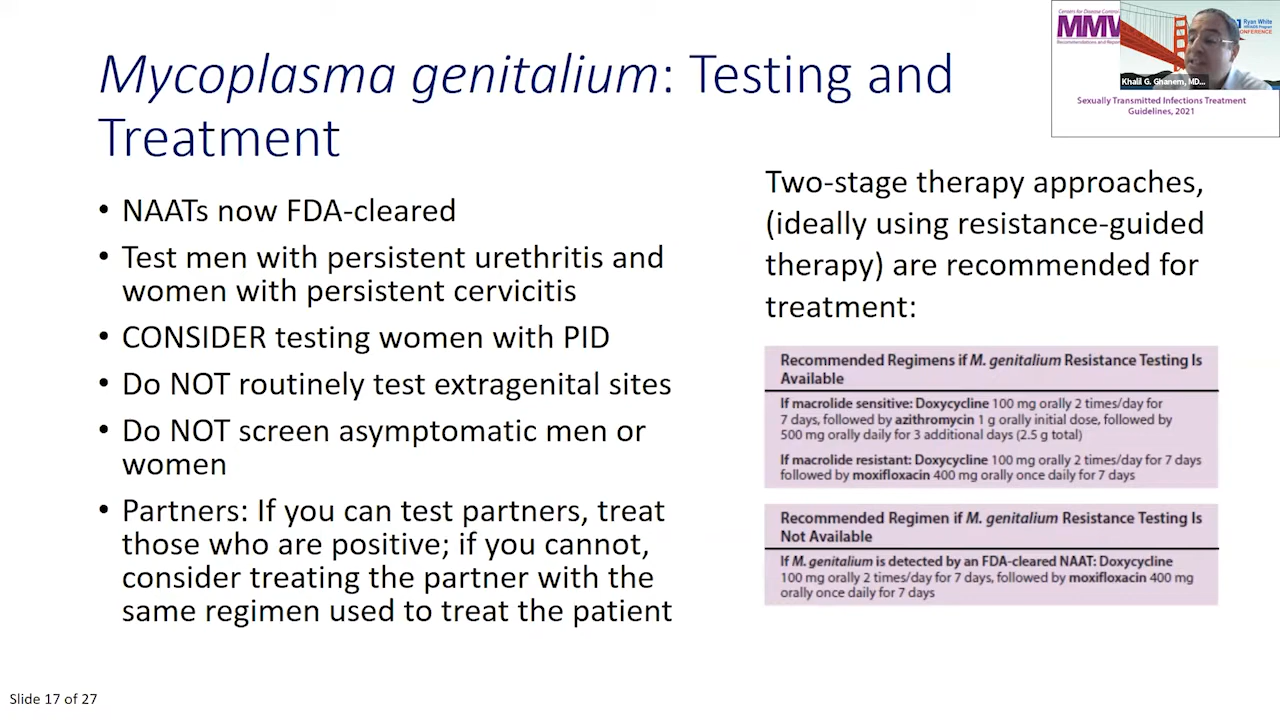 Mycoplasma genitalium: Testing and
Treatment
• NAATs now FDA-cleared
• Test men with persistent urethritis and
women with persistent cervicitis
• CONSIDER testing women with PID
• Do NOT routinely test extragenital sites
• Do NOT screen asymptomatic men or
women
• Partners: If you can test partners, treat
those who are positive; if you cannot,
consider treating the partner with the
same regimen used to treat the patient
Two-stage therapy approaches,
(ideally using resistance-guided
therapy) are recommended for
treatment:
Recommended Regimens if M. genitalium Resistance Testing Is
Available
If macrolide sensitive: Doxycycline 100 mg orally 2 times/day for
7 days, followed by azithromycin 1 g orally initial dose, followed by
500 mg orally daily for 3 additional days (2.5 g total)
If macrolide resistant: Doxycycline 100 mg orally 2 times/day for 7 days
followed by moxifloxacin 400 mg orally once daily for 7 days
Recommended Regimen if M. genitalium Resistance Testing Is
Not Available
If M. genitalium is detected by an FDA-cleared NAAT: Doxycycline
100 mg orally 2 times/day for 7 days, followed by moxifloxacin 400 mg
orally once daily for 7 days
Centers for Disease Control
MMW
Recommendations and Repor
Ryan White
Khalil G. Ghanem, MD...
Sexually Transmitted Infections Treatment
Guidelines, 2021
Slide 17 of 27